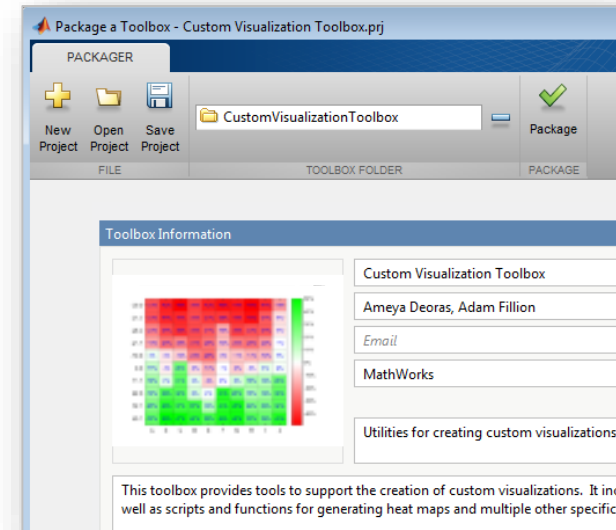 Package a Toolbox - Custom Visualization Toolbox.prj
PACKAGER
New Project
Open Project
Save Project
CustomVisualizationToolbox
Package
FILE
TOOLBOX FOLDER
PACKAGE
Toolbox Information
Custom Visualization Toolbox
Ameya Deoras, Adam Fillion
Email
MathWorks
Utilities for creating custom visualizations
This toolbox provides tools to support the creation of custom visualizations. It
well as scripts and functions for generating heat maps and multiple other